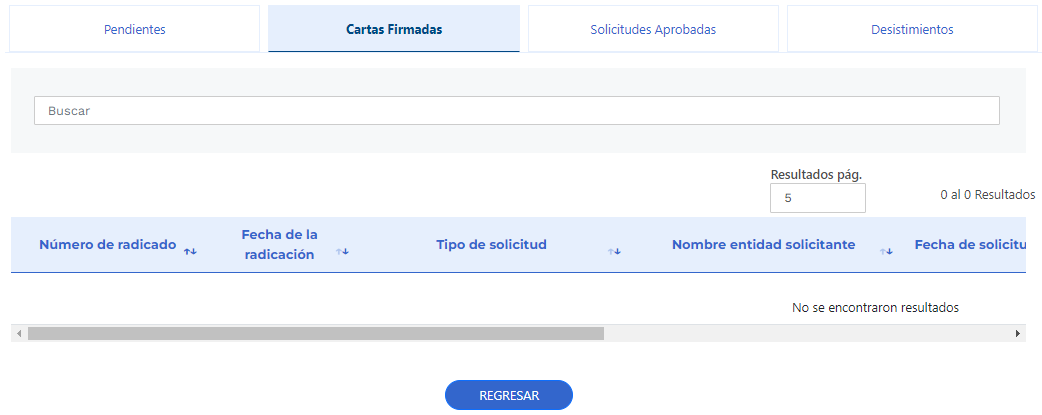 Pendientes
Cartas Firmadas
Solicitudes Aprobadas
Desistimientos
Buscar
Resultados pág.
5
0 al 0 Resultados
Número de radicado
Fecha de la
radicación
Tipo de solicitud
Nombre entidad solicitante
Fecha de solicitu
No se encontraron resultados
REGRESAR